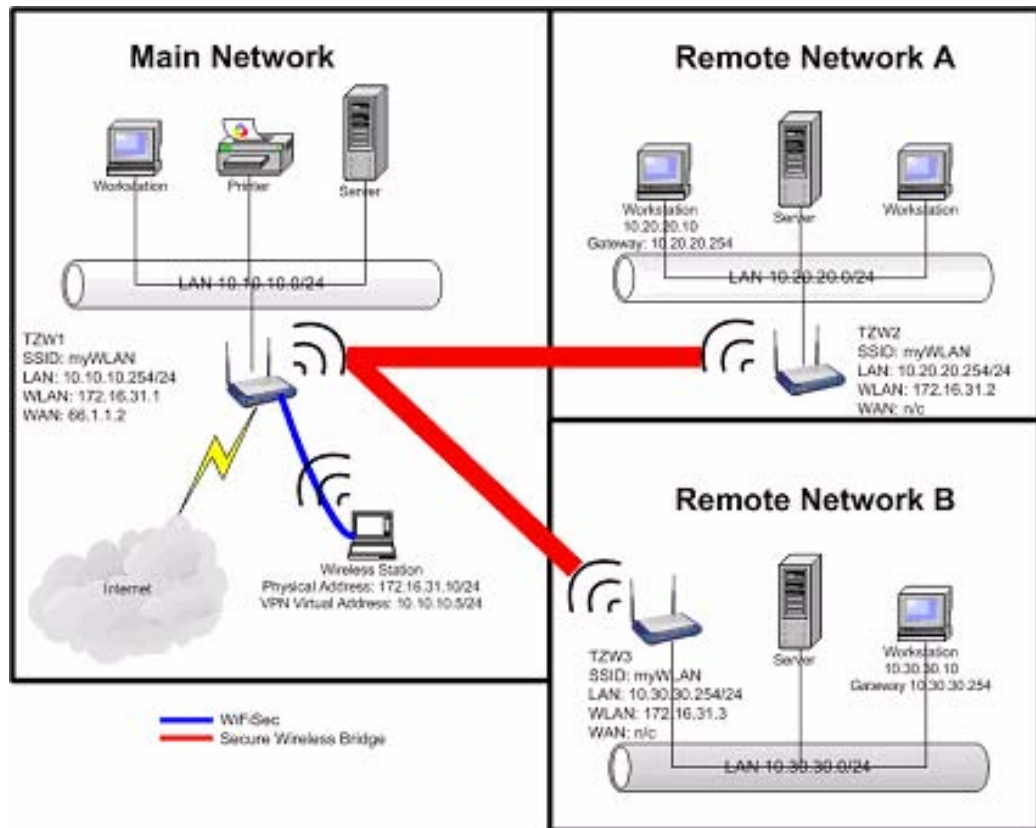 Main Network
Workstation
Printer
Server
LAN 10.10.10.0/24
TZW1
SSID: myWLAN
LAN: 10.10.10.254/24
WLAN: 172.16.31.1
WAN: 66.1.1.2
Internet
Wireless Station
Physical Address: 172.16.31.10/24
VPN Virtual Address: 10.10.10.5/24
WiFiSec
Secure Wireless Bridge
Remote Network A
Workstation
10.20.20.10
Gateway: 10.20.20.254
Server
Workstation
LAN 10.20.20.0/24
TZW2
SSID: myWLAN
LAN: 10.20.20.254/24
WLAN: 172.16.31.2
WAN: n/c
Remote Network B
TZW3
SSID: myWLAN
LAN: 10.30.30.254/24
WLAN: 172.16.31.3
WAN: n/c
Server
Workstation
10.30.30.10
Gateway 10.30.30.254
LAN 10.30.30.0/24